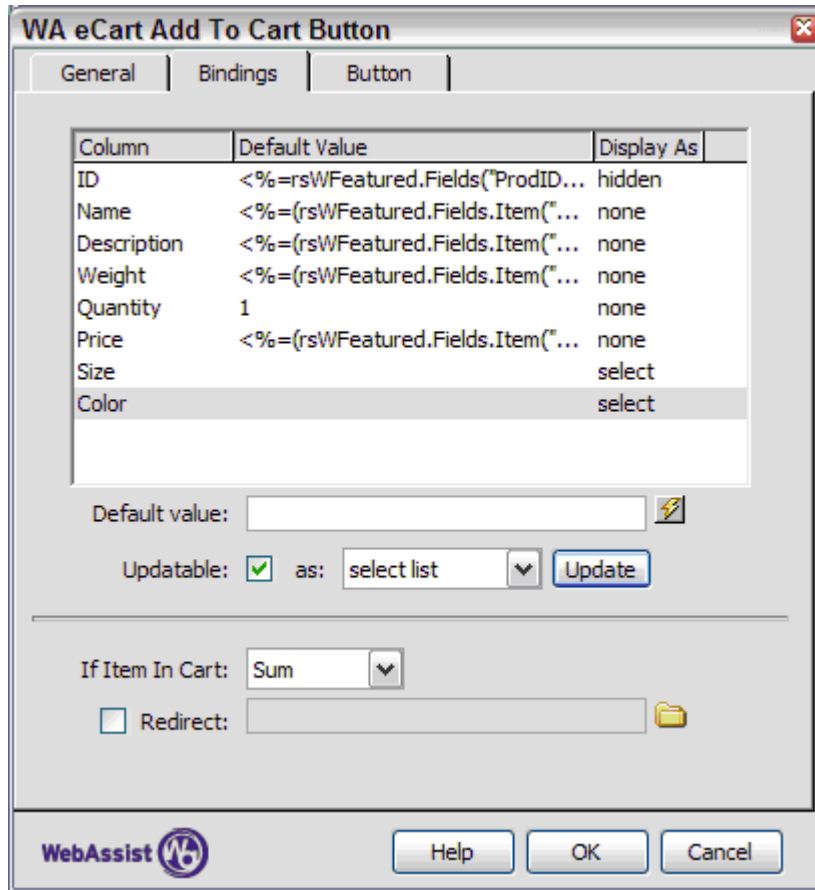 WA eCart Add To Cart Button
General Bindings Button
Column Default Value Display As
ID <%=rsWFeatured.Fields("ProdID... hidden
Name <%=(rsWFeatured.Fields.Item("... none
Description <%=(rsWFeatured.Fields.Item("... none
Weight <%=(rsWFeatured.Fields.Item("... none
Quantity 1 none
Price <%=(rsWFeatured.Fields.Item("... none
Size select
Color select
Default value:
Updatable: as: select list Update
If Item In Cart: Sum
Redirect:
WebAssist Help OK Cancel